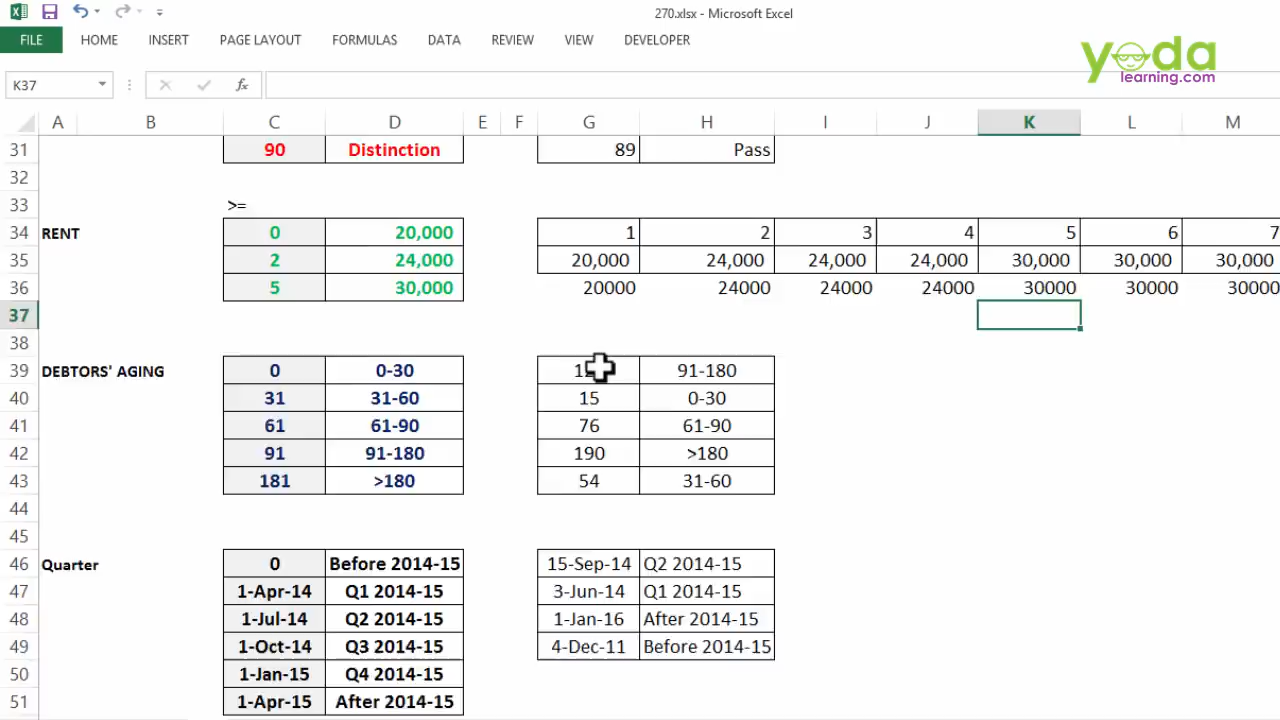 270.xlsx - Microsoft Excel
FILE HOME INSERT PAGE LAYOUT FORMULAS DATA REVIEW VIEW DEVELOPER
yoda
learning.com
K37 fx
A B C D E F G H I J K L M
31 90 Distinction 89 Pass
32
33 >=
34 RENT 0 20,000 1 2 3 4 5 6 7
35 2 24,000 20,000 24,000 24,000 24,000 30,000 30,000 30,000
36 5 30,000 20000 24000 24000 24000 30000 30000 30000
37
38
39 DEBTORS' AGING 0 0-30 91-180
40 31 31-60 15 0-30
41 61 61-90 76 61-90
42 91 91-180 190 >180
43 181 >180 54 31-60
44
45
46 Quarter 0 Before 2014-15 15-Sep-14 Q2 2014-15
47 1-Apr-14 Q1 2014-15 3-Jun-14 Q1 2014-15
48 1-Jul-14 Q2 2014-15 1-Jan-16 After 2014-15
49 1-Oct-14 Q3 2014-15 4-Dec-11 Before 2014-15
50 1-Jan-15 Q4 2014-15
51 1-Apr-15 After 2014-15